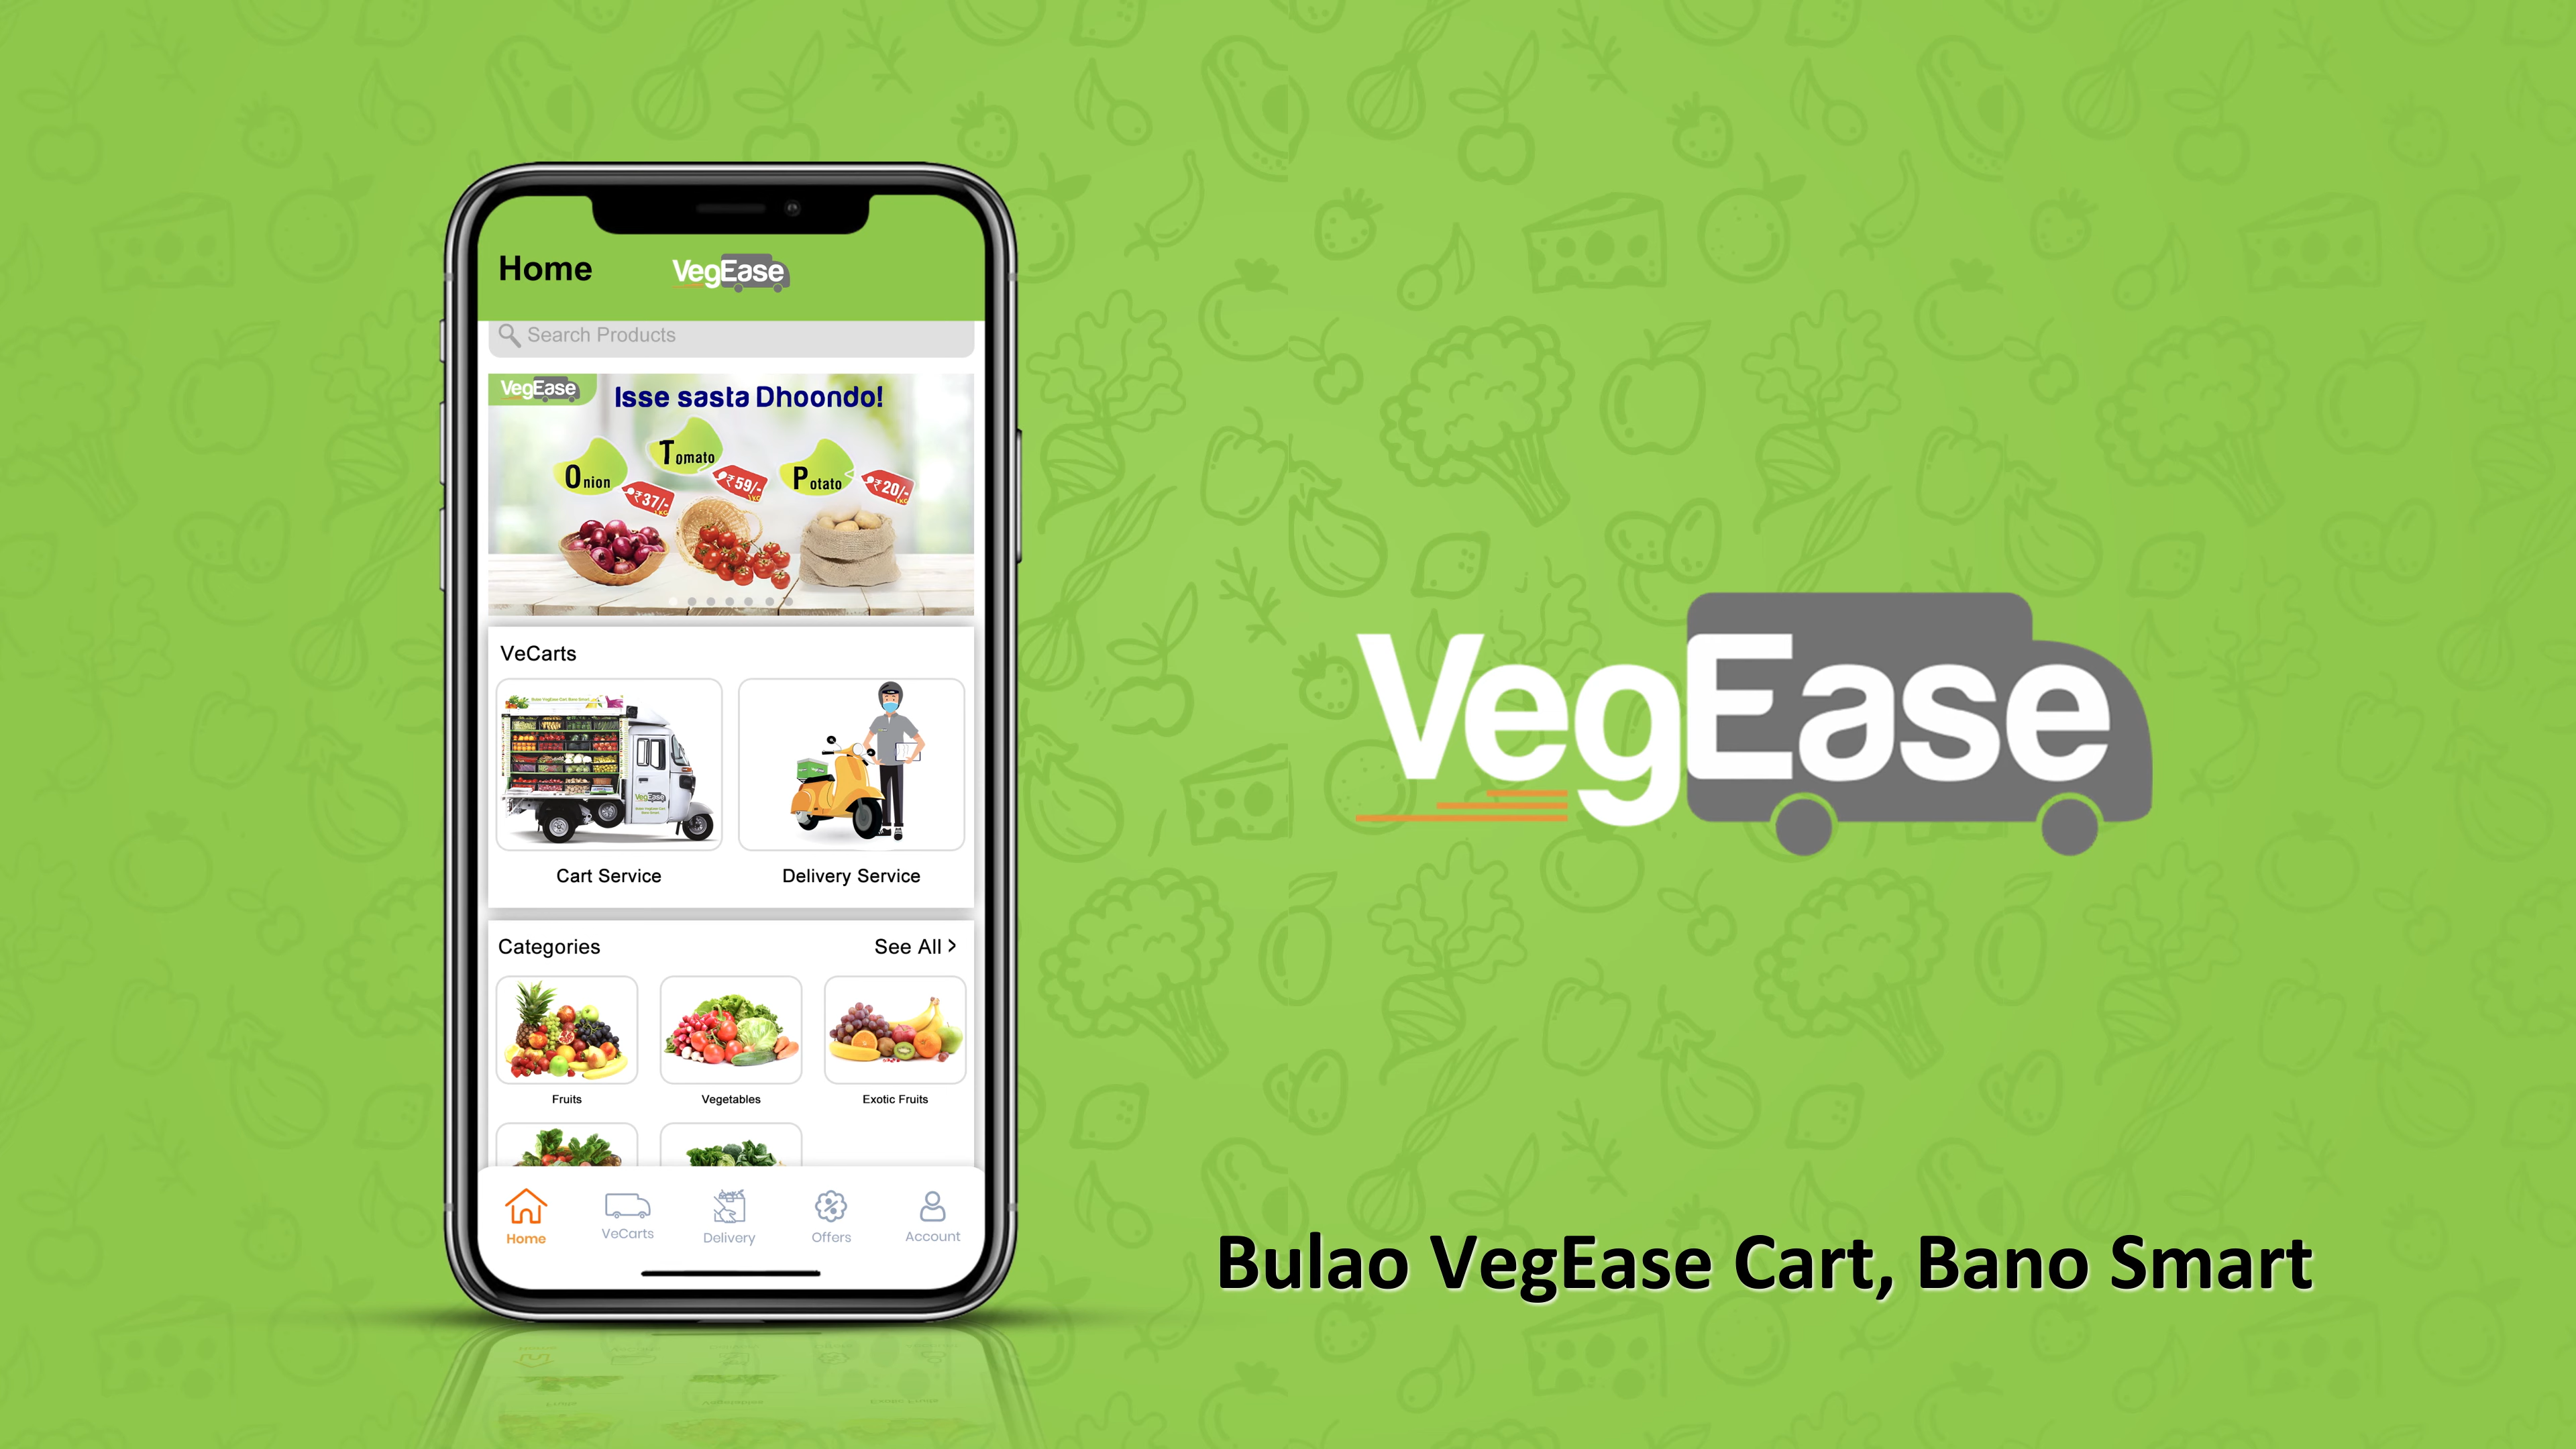 Home
VegEase
Search Products
VegEase
Isse sasta Dhoondo!
Onion
₹37/-
Tomato
₹59/-
Potato
₹20/-
VeCarts
VegEase
Cart Service
Delivery Service
Categories
See All >
Fruits
Vegetables
Exotic Fruits
Home
VeCarts
Delivery
Offers
Account
VegEase
Bulao VegEase Cart, Bano Smart